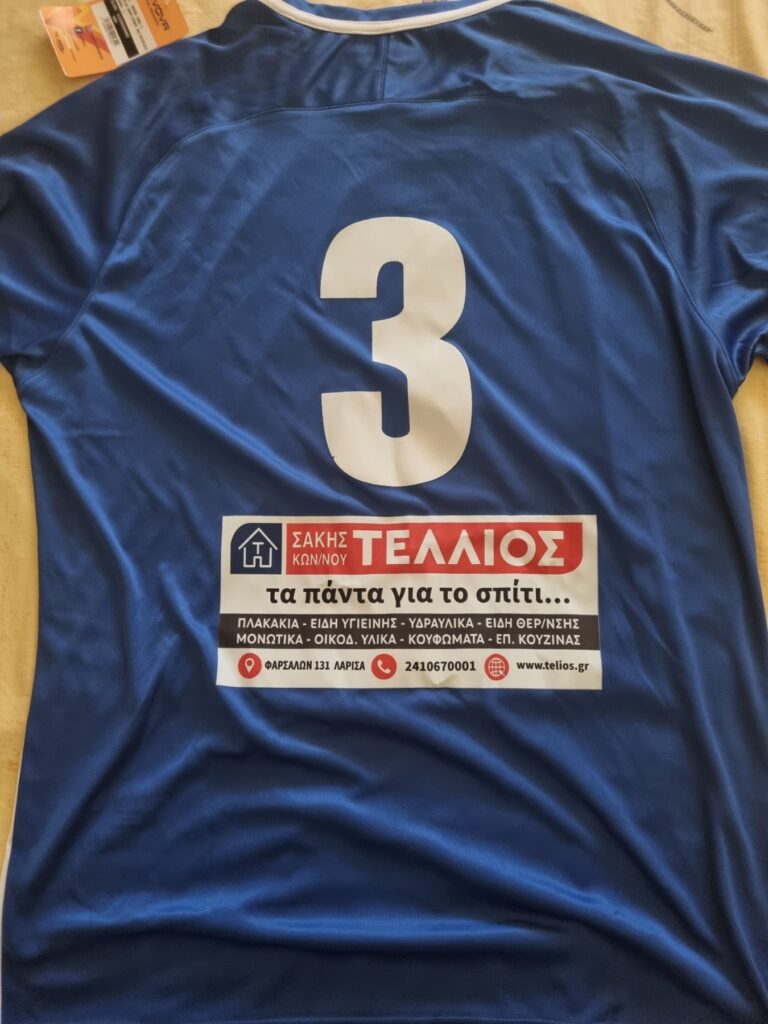 3
ΣΑΚΗΣ
ΚΩΝ/ΝΟΥ ΤΕΛΛΙΟΣ
τα πάντα για το σπίτι...
ΠΛΑΚΑΚΙΑ - ΕΙΔΗ ΥΓΙΕΙΝΗΣ - ΥΔΡΑΥΛΙΚΑ - ΕΙΔΗ ΘΕΡ/ΝΣΗΣ
ΜΟΝΩΤΙΚΑ - ΟΙΚΟΔ. ΥΛΙΚΑ - ΚΟΥΦΩΜΑΤΑ - ΕΠ. ΚΟΥΖΙΝΑΣ
ΦΑΡΣΑΛΩΝ 131 ΛΑΡΙΣΑ 2410670001 www.telios.gr